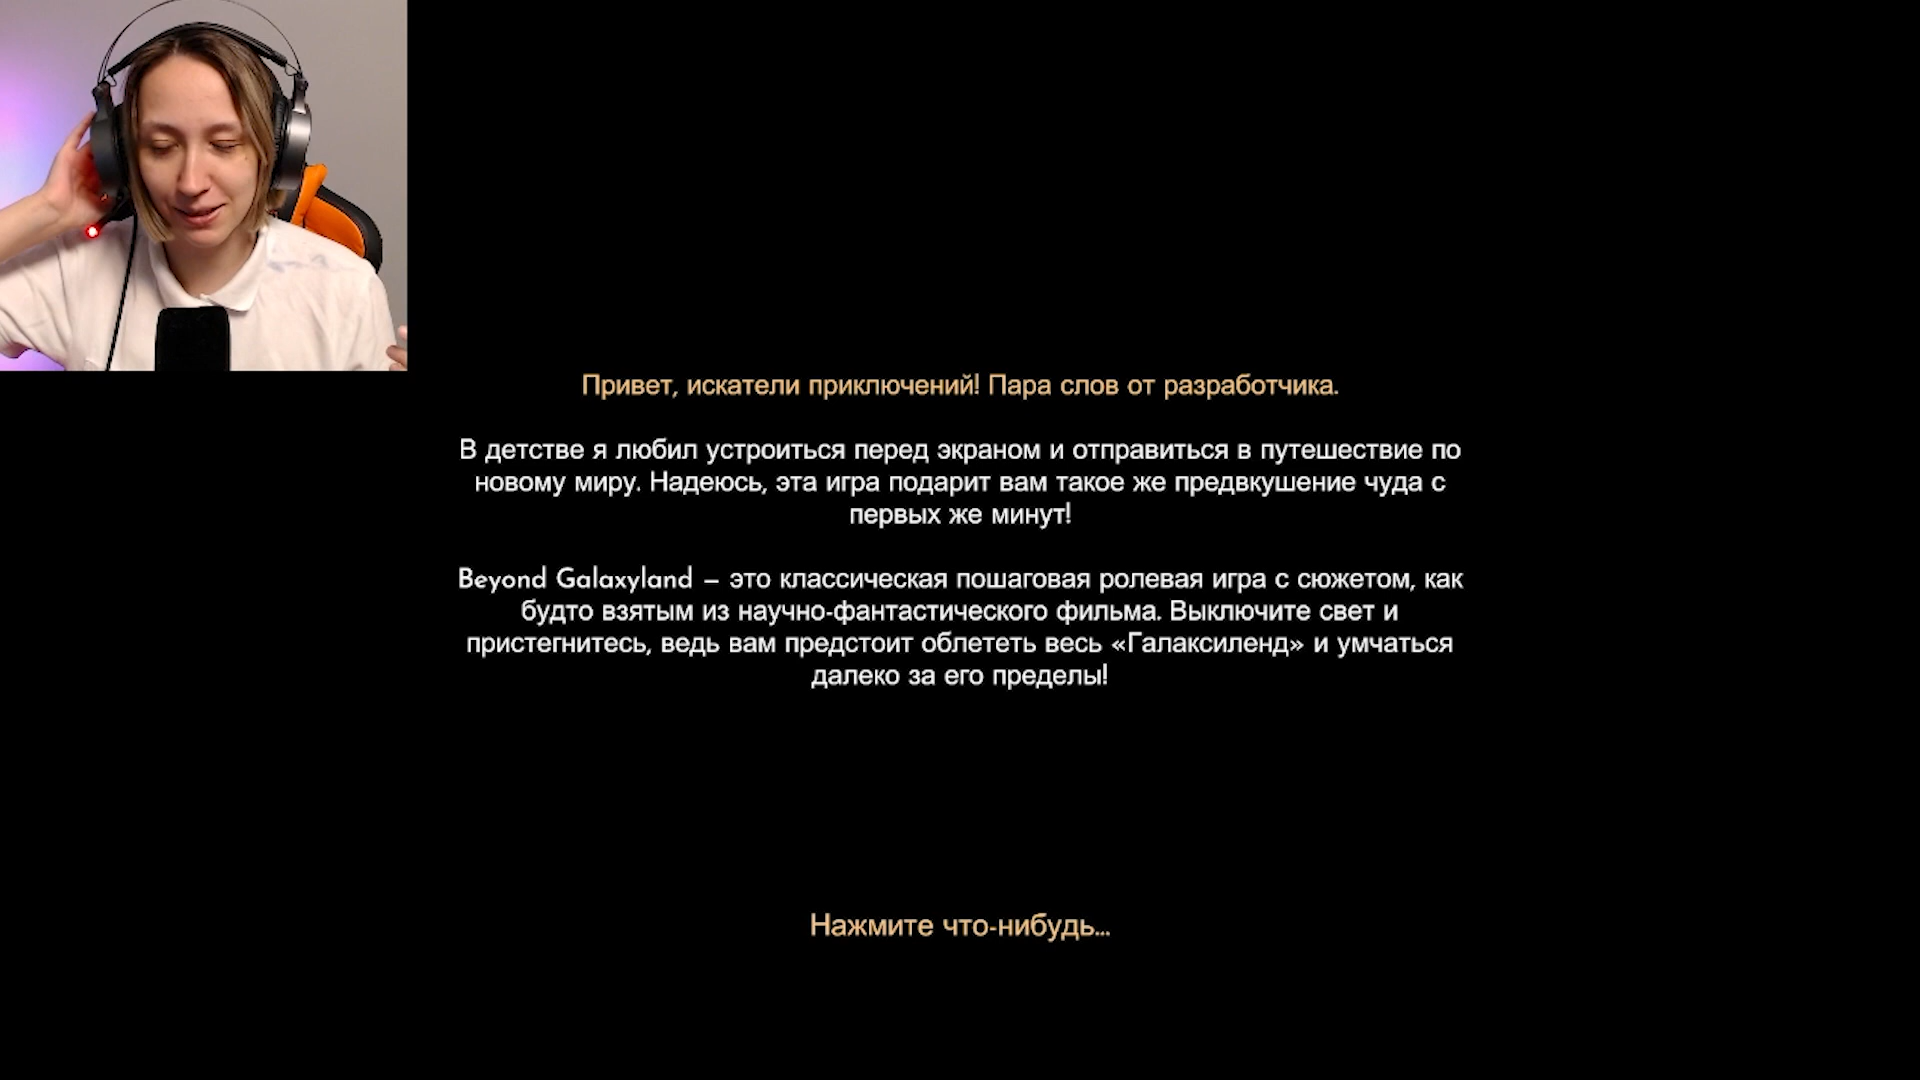 Привет, искатели приключений! Пара слов от разработчика.
В детстве я любил устроиться перед экраном и отправиться в путешествие по
новому миру. Надеюсь, эта игра подарит вам такое же предвкушение чуда с
первых же минут!
Beyond Galaxyland – это классическая пошаговая ролевая игра с сюжетом, как
будто взятым из научно-фантастического фильма. Выключите свет и
пристегнитесь, ведь вам предстоит облететь весь «Галаксиленд» и умчаться
далеко за его пределы!
Нажмите что-нибудь...